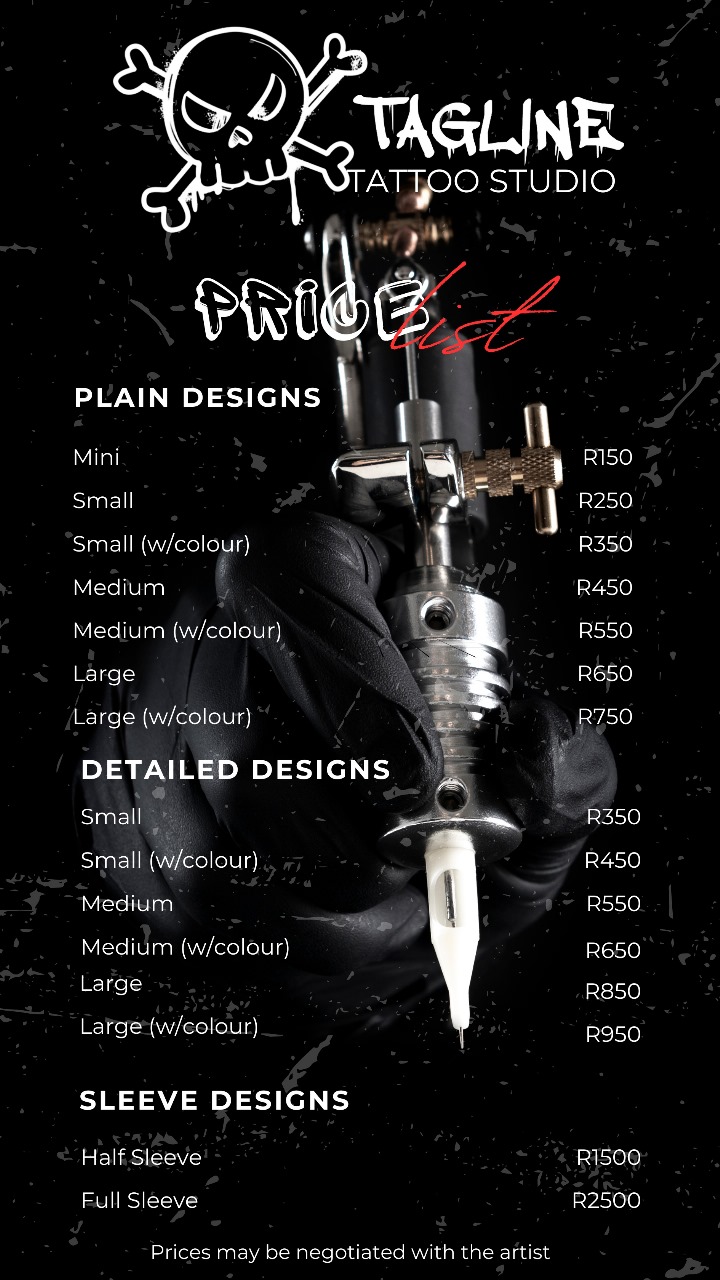 TAGLINE
TATTOO STUDIO
PRICE list
PLAIN DESIGNS
Mini R150
Small R250
Small (w/colour) R350
Medium R450
Medium (w/colour) R550
Large R650
Large (w/colour) R750
DETAILED DESIGNS
Small R350
Small (w/colour) R450
Medium R550
Medium (w/colour) R650
Large R850
Large (w/colour) R950
SLEEVE DESIGNS
Half Sleeve R1500
Full Sleeve R2500
Prices may be negotiated with the artist